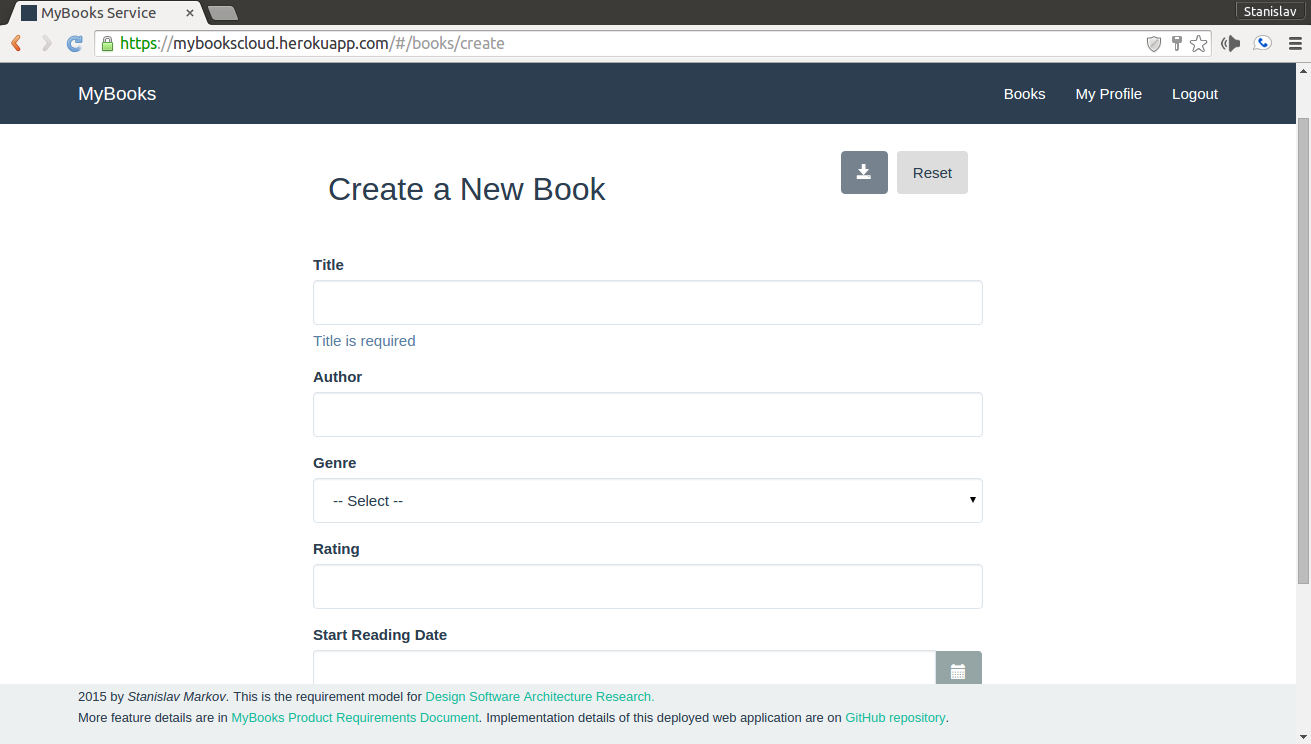 MyBooks Service
Stanislav
https://mybookscloud.herokuapp.com/#/books/create
MyBooks
Books
My Profile
Logout
Create a New Book
Reset
Title
Title is required
Author
Genre
-- Select --
Rating
Start Reading Date
2015 by Stanislav Markov. This is the requirement model for Design Software Architecture Research.
More feature details are in MyBooks Product Requirements Document. Implementation details of this deployed web application are on GitHub repository.